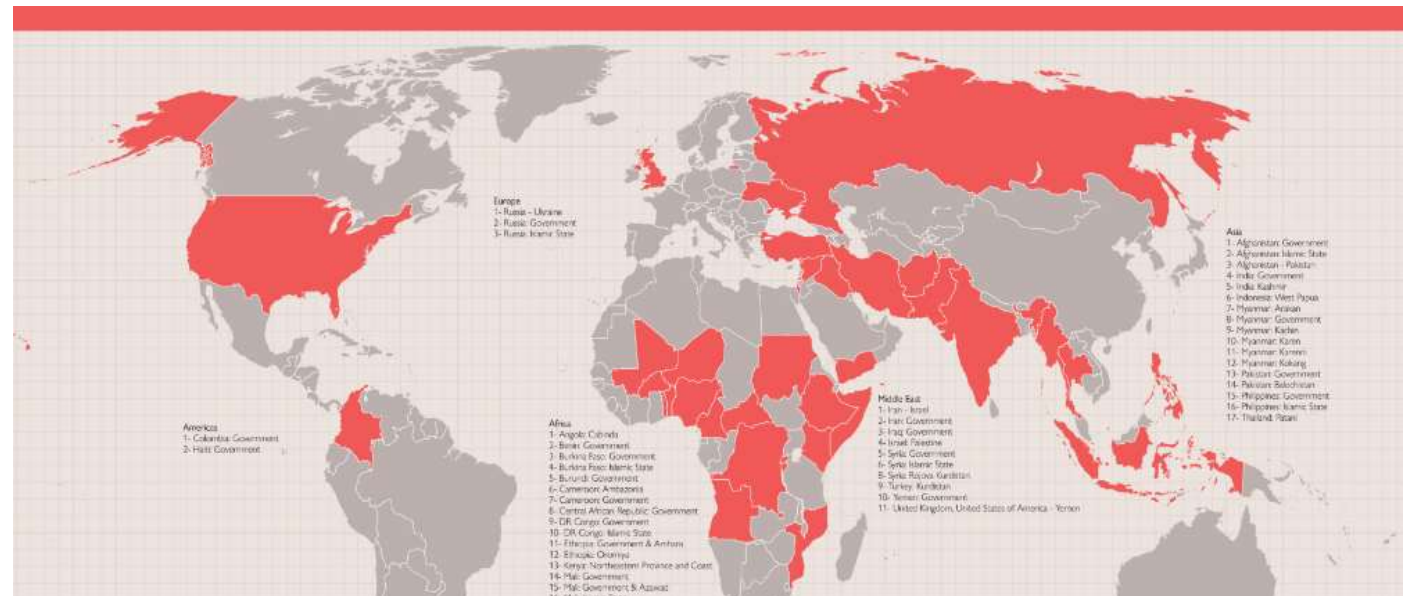 Europe
1- Russia - Ukraine
2- Russia: Government
3- Russia: Islamic State
Americas
1- Colombia: Government
2- Haiti: Government
Africa
1- Angola: Cabinda
2- Benin: Government
3- Burkina Faso: Government
4- Burkina Faso: Islamic State
5- Burundi: Government
6- Cameroon: Ambazonia
7- Cameroon: Government
8- Central African Republic: Government
9- DR Congo: Government
10- DR Congo: Islamic State
11- Ethiopia: Government & Amhara
12- Ethiopia: Oromiya
13- Kenya: Northeastern Province and Coast
14- Mali: Government
15- Mali: Government & Azawad
Middle East
1- Iran - Israel
2- Iran: Government
3- Iraq: Government
4- Israel: Palestine
5- Syria: Government
6- Syria: Islamic State
8- Syria: Rojava Kurdistan
9- Turkey: Kurdistan
10- Yemen: Government
11- United Kingdom, United States of America - Yemen
Asia
1- Afghanistan: Government
2- Afghanistan: Islamic State
3- Afghanistan - Pakistan
4- India: Government
5- India: Kashmir
6- Indonesia: West Papua
7- Myanmar: Arakan
8- Myanmar: Government
9- Myanmar: Kachin
10- Myanmar: Karen
11- Myanmar: Karenni
12- Myanmar: Kokang
13- Pakistan: Government
14- Pakistan: Balochistan
15- Philippines: Government
16- Philippines: Islamic State
17- Thailand: Patani